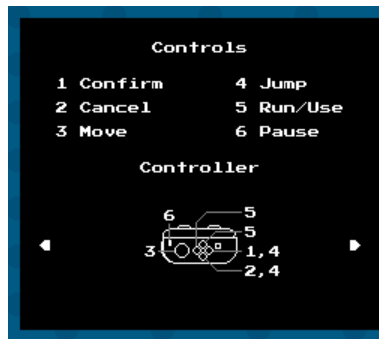 Controls
1 Confirm 4 Jump
2 Cancel 5 Run/Use
3 Move 6 Pause
Controller
6 5
5
3 1,4
2,4